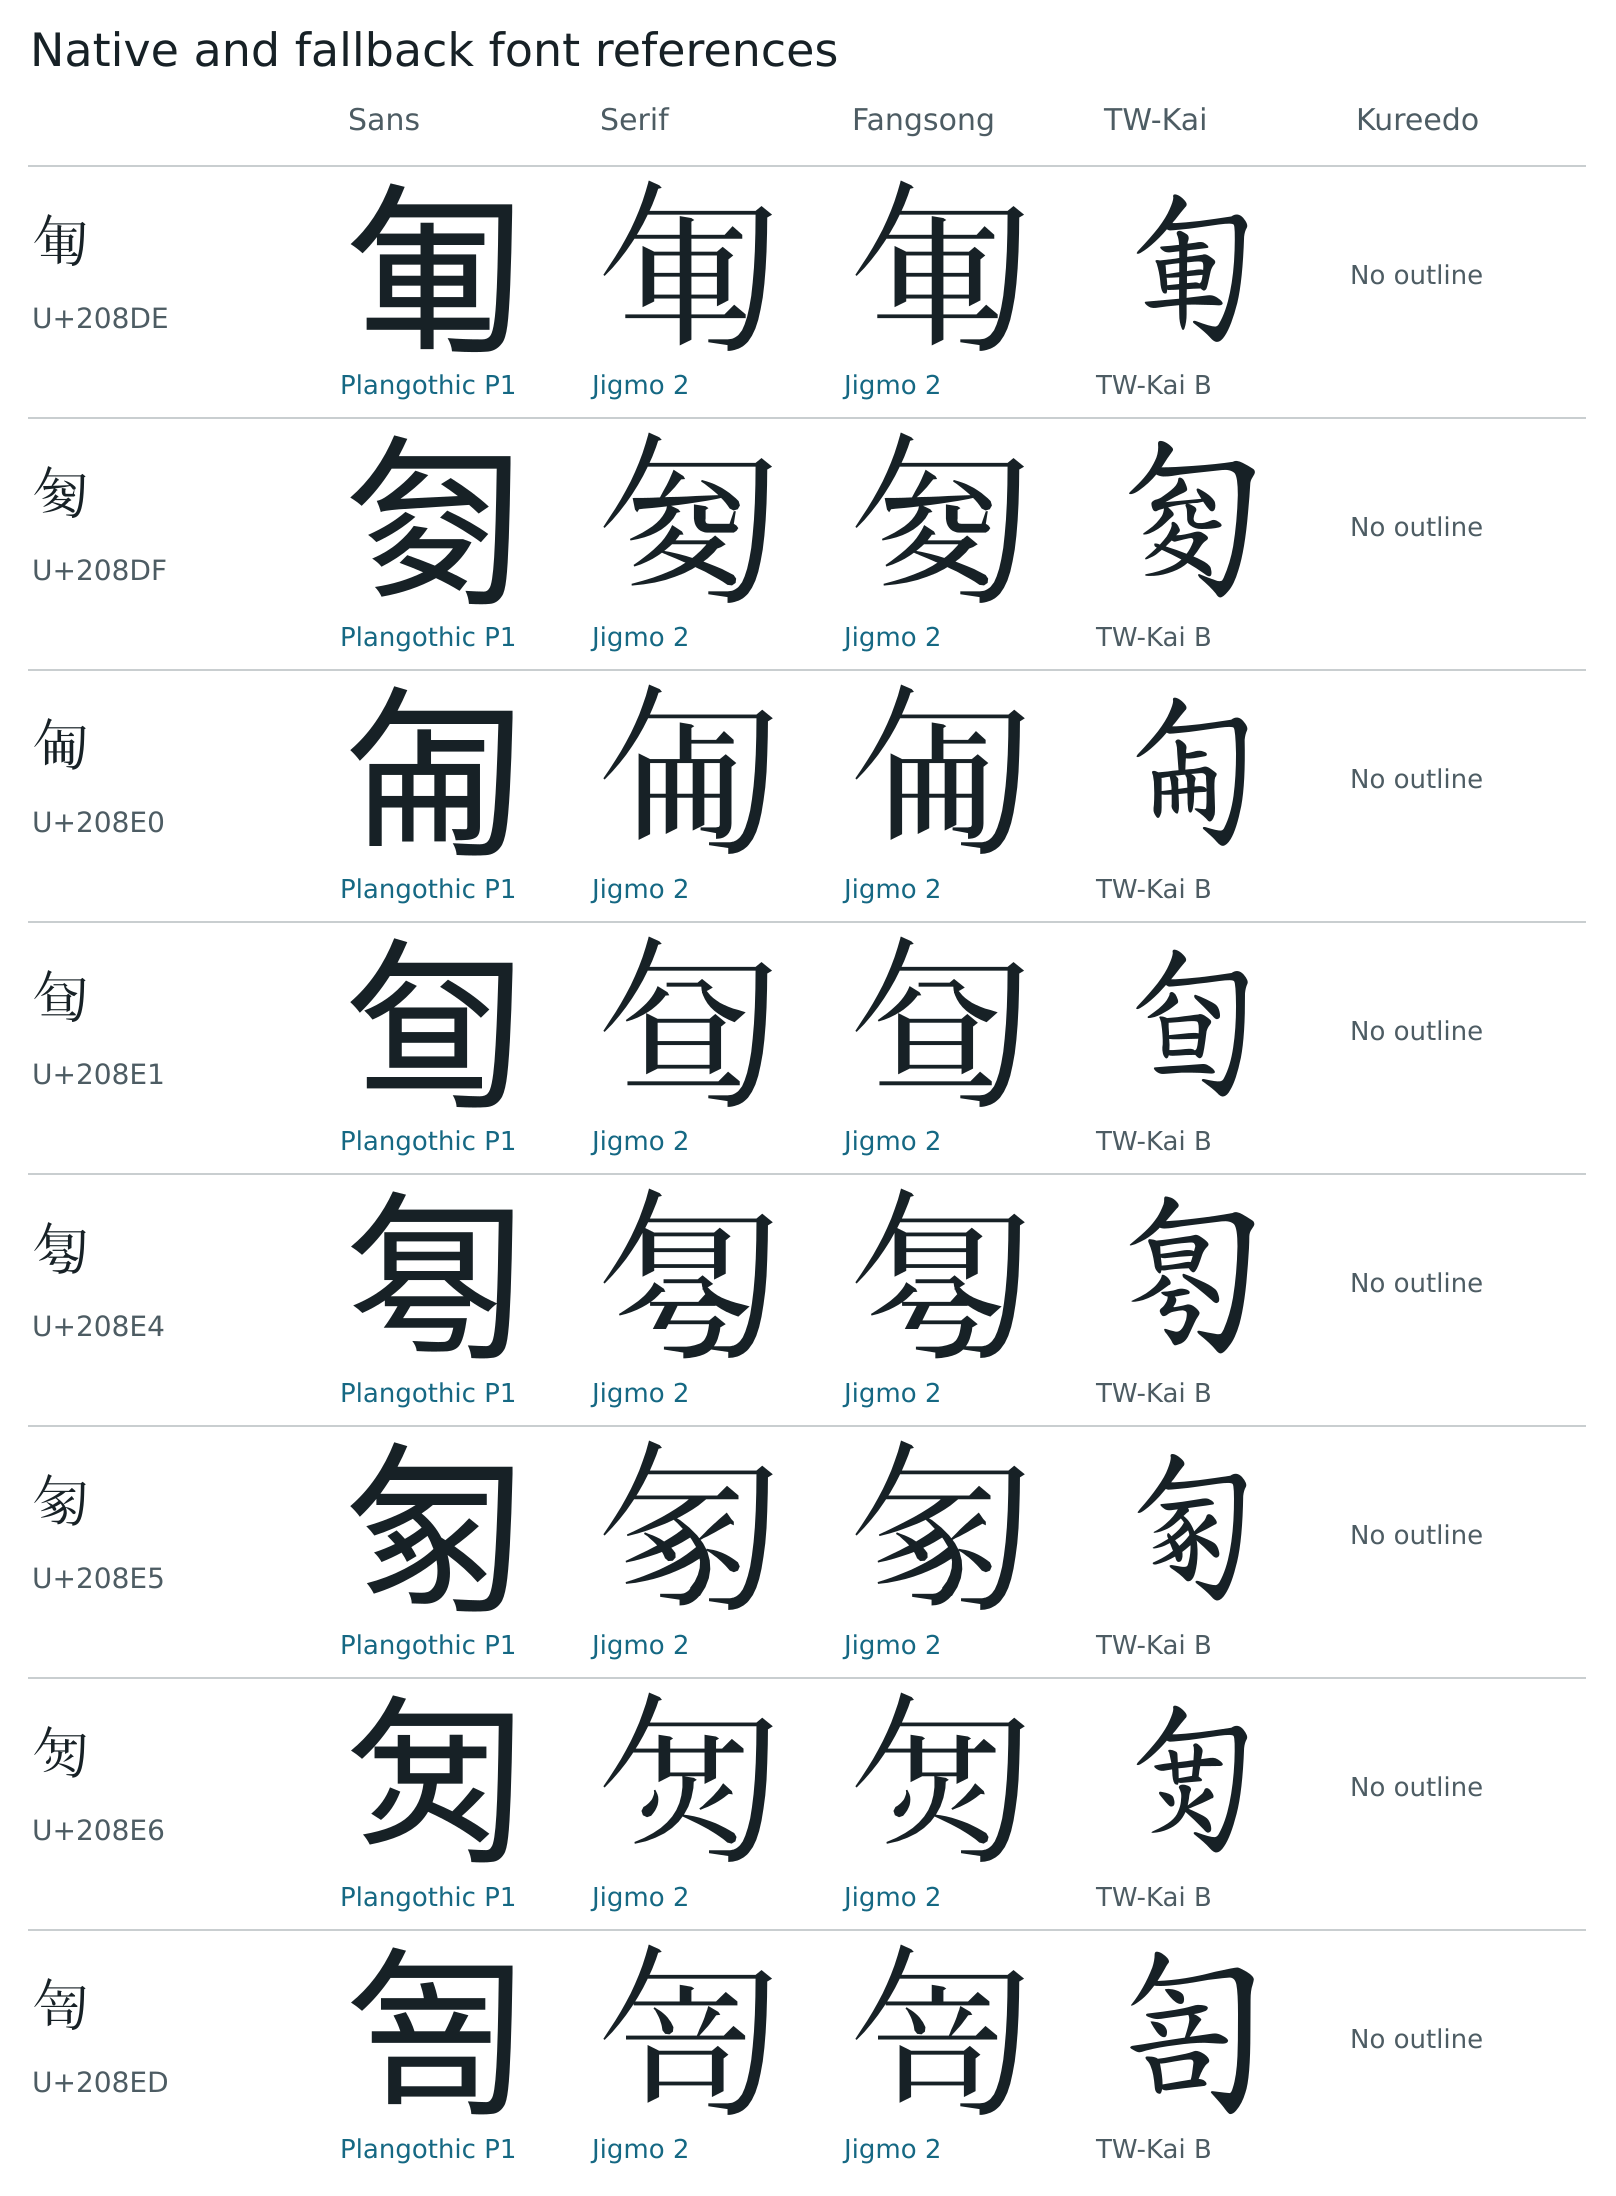 Native and fallback font references
Sans Serif Fangsong TW-Kai Kureedo
𠣞 𠣞 𠣞 𠣞 𠣞 No outline
U+208DE
Plangothic P1 Jigmo 2 Jigmo 2 TW-Kai B
𠣟 𠣟 𠣟 𠣟 𠣟 No outline
U+208DF
Plangothic P1 Jigmo 2 Jigmo 2 TW-Kai B
𠣠 𠣠 𠣠 𠣠 𠣠 No outline
U+208E0
Plangothic P1 Jigmo 2 Jigmo 2 TW-Kai B
𠣡 𠣡 𠣡 𠣡 𠣡 No outline
U+208E1
Plangothic P1 Jigmo 2 Jigmo 2 TW-Kai B
𠣤 𠣤 𠣤 𠣤 𠣤 No outline
U+208E4
Plangothic P1 Jigmo 2 Jigmo 2 TW-Kai B
𠣥 𠣥 𠣥 𠣥 𠣥 No outline
U+208E5
Plangothic P1 Jigmo 2 Jigmo 2 TW-Kai B
𠣦 𠣦 𠣦 𠣦 𠣦 No outline
U+208E6
Plangothic P1 Jigmo 2 Jigmo 2 TW-Kai B
𠣭 𠣭 𠣭 𠣭 𠣭 No outline
U+208ED
Plangothic P1 Jigmo 2 Jigmo 2 TW-Kai B